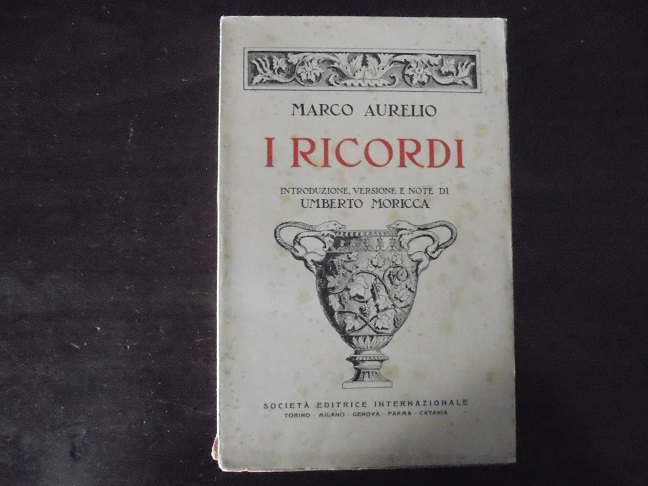 MARCO AURELIO
I RICORDI
INTRODUZIONE, VERSIONE E NOTE DI
UMBERTO MORICCA
SOCIETÀ EDITRICE INTERNAZIONALE
TORINO - MILANO - GENOVA - PARMA - CATANIA